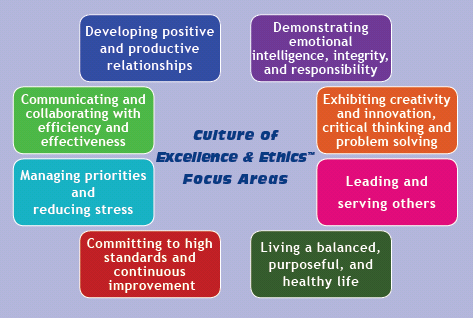 Developing positive
and productive
relationships
Demonstrating
emotional
intelligence, integrity,
and responsibility
Communicating and
collaborating with
efficiency and
effectiveness
Culture of
Excellence & Ethics™
Focus Areas
Exhibiting creativity
and innovation,
critical thinking and
problem solving
Managing priorities
and
reducing stress
Leading and
serving others
Committing to high
standards and
continuous
improvement
Living a balanced,
purposeful, and
healthy life